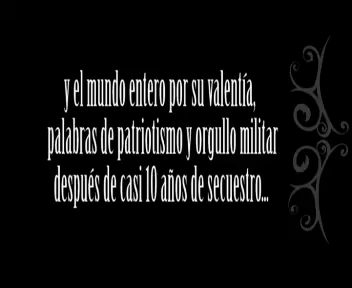 y el mundo entero por su valentía,
palabras de patriotismo y orgullo militar
después de casi 10 años de secuestro...